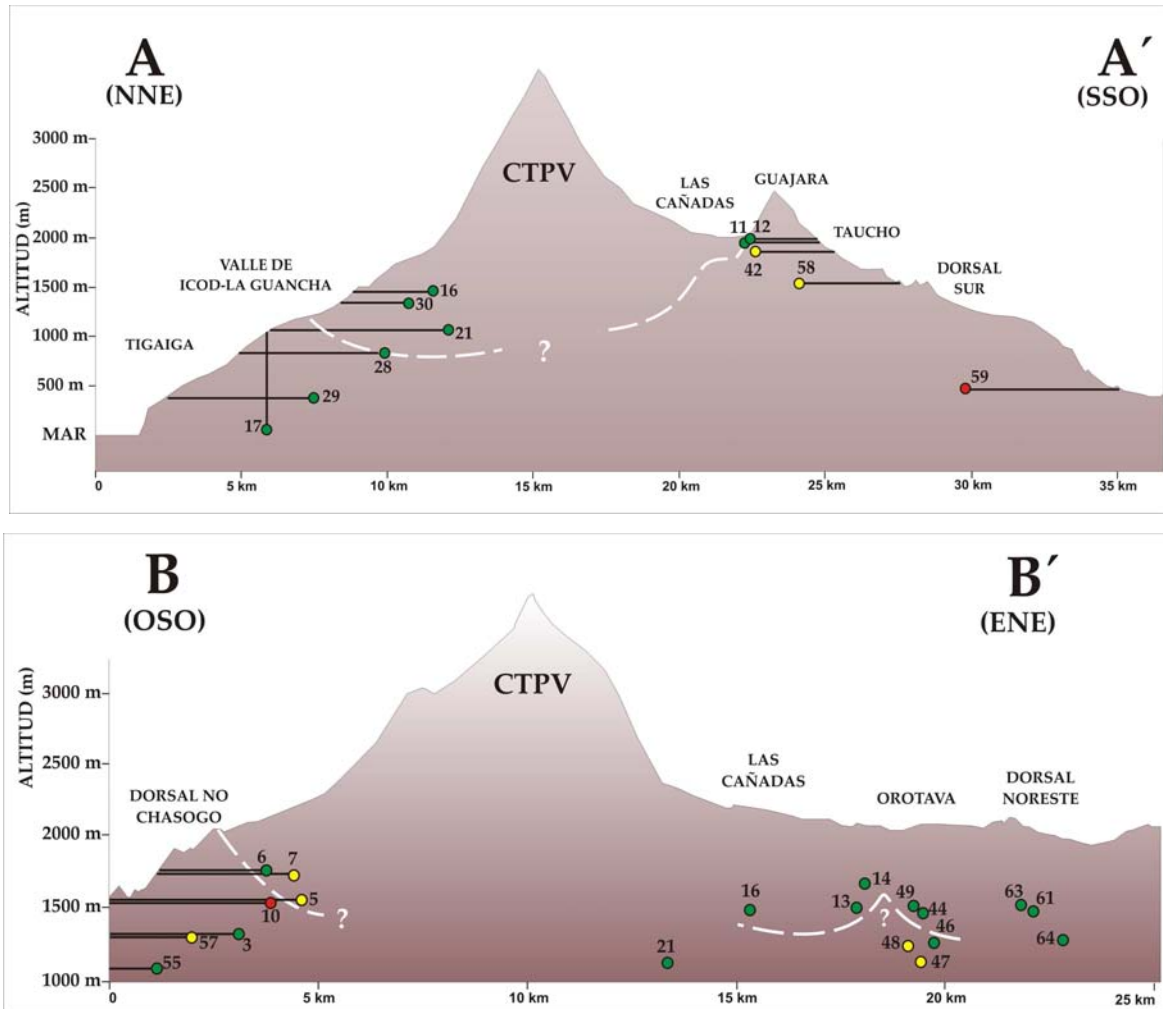 A
(NNE)
A´
(SSO)
3000 m
2500 m
2000 m
1500 m
1000 m
500 m
MAR
ALTITUD (m)
CTPV
LAS
CAÑADAS
GUAJARA
TAUCHO
DORSAL
SUR
VALLE DE
ICOD-LA GUANCHA
TIGAIGA
11
12
42
58
59
16
30
21
28
29
17
?
0
5 km
10 km
15 km
20 km
25 km
30 km
35 km
B
(OSO)
B´
(ENE)
3000 m
2500 m
2000 m
1500 m
1000 m
ALTITUD (m)
CTPV
DORSAL NO
CHASOGO
LAS
CAÑADAS
OROTAVA
DORSAL
NORESTE
6
7
5
10
?
57
3
55
16
21
14
13
49
44
?
46
48
47
63
61
64
0
5 km
10 km
15 km
20 km
25 km